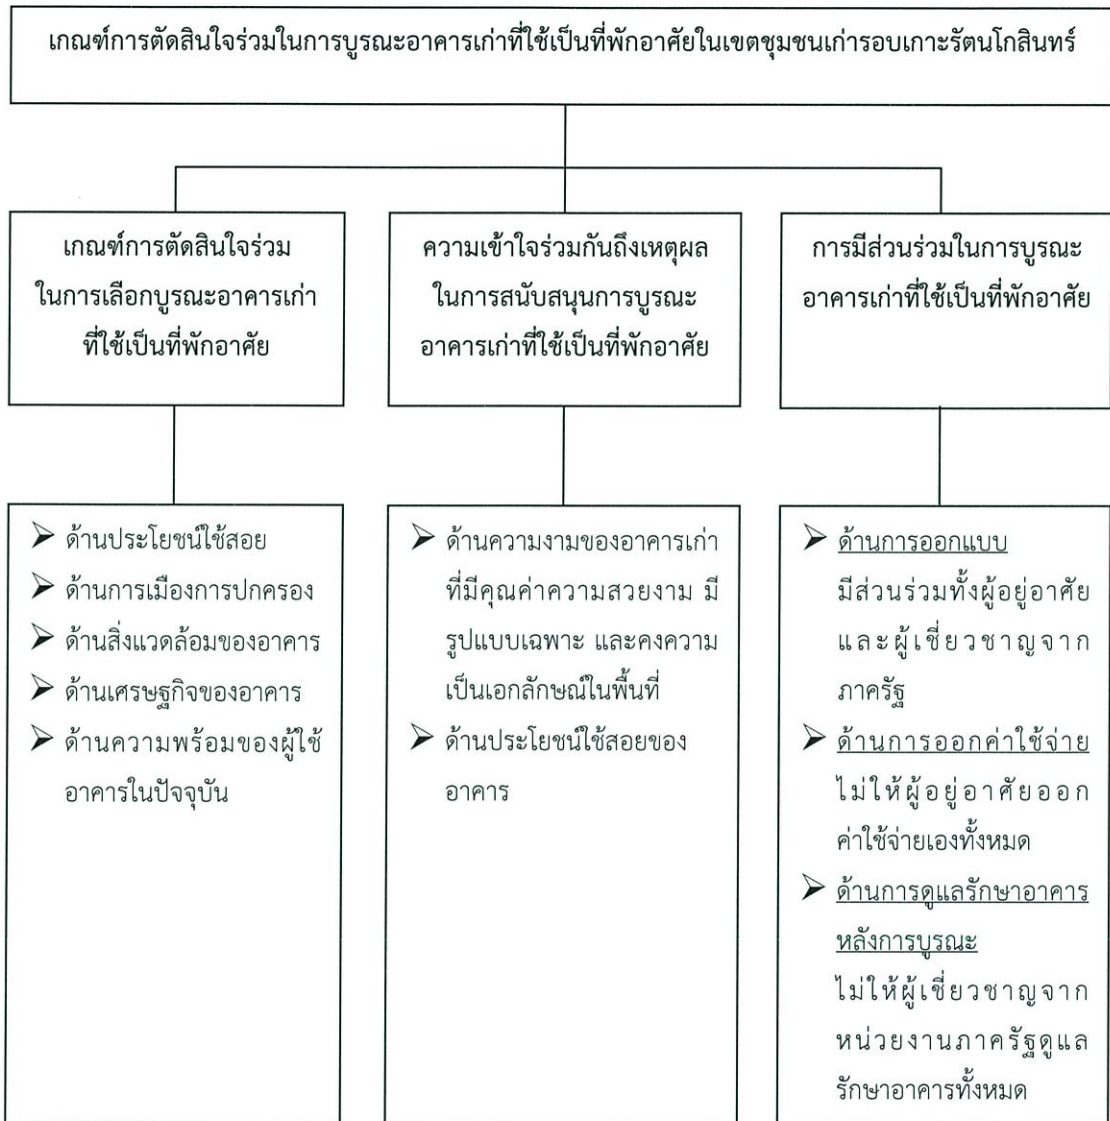 เกณฑ์การตัดสินใจร่วมในการบูรณะอาคารเก่าที่ใช้เป็นที่พักอาศัยในเขตชุมชนเก่ารอบเกาะรัตนโกสินทร์
เกณฑ์การตัดสินใจร่วม
ในการเลือกบูรณะอาคารเก่า
ที่ใช้เป็นที่พักอาศัย
ความเข้าใจร่วมกันถึงเหตุผล
ในการสนับสนุนการบูรณะ
อาคารเก่าที่ใช้เป็นที่พักอาศัย
การมีส่วนร่วมในการบูรณะ
อาคารเก่าที่ใช้เป็นที่พักอาศัย
➢ ด้านประโยชน์ใช้สอย
➢ ด้านการเมืองการปกครอง
➢ ด้านสิ่งแวดล้อมของอาคาร
➢ ด้านเศรษฐกิจของอาคาร
➢ ด้านความพร้อมของผู้ใช้
อาคารในปัจจุบัน
➢ ด้านความงามของอาคารเก่า
ที่มีคุณค่าความสวยงาม มี
รูปแบบเฉพาะ และคงความ
เป็นเอกลักษณ์ในพื้นที่
➢ ด้านประโยชน์ใช้สอยของ
อาคาร
➢ ด้านการออกแบบ
มีส่วนร่วมทั้งผู้อยู่อาศัย
และผู้เชี่ยวชาญจาก
ภาครัฐ
➢ ด้านการออกค่าใช้จ่าย
ไม่ให้ผู้อยู่อาศัยออก
ค่าใช้จ่ายเองทั้งหมด
➢ ด้านการดูแลรักษาอาคาร
หลังการบูรณะ
ไม่ให้ผู้เชี่ยวชาญจาก
หน่วยงานภาครัฐดูแล
รักษาอาคารทั้งหมด